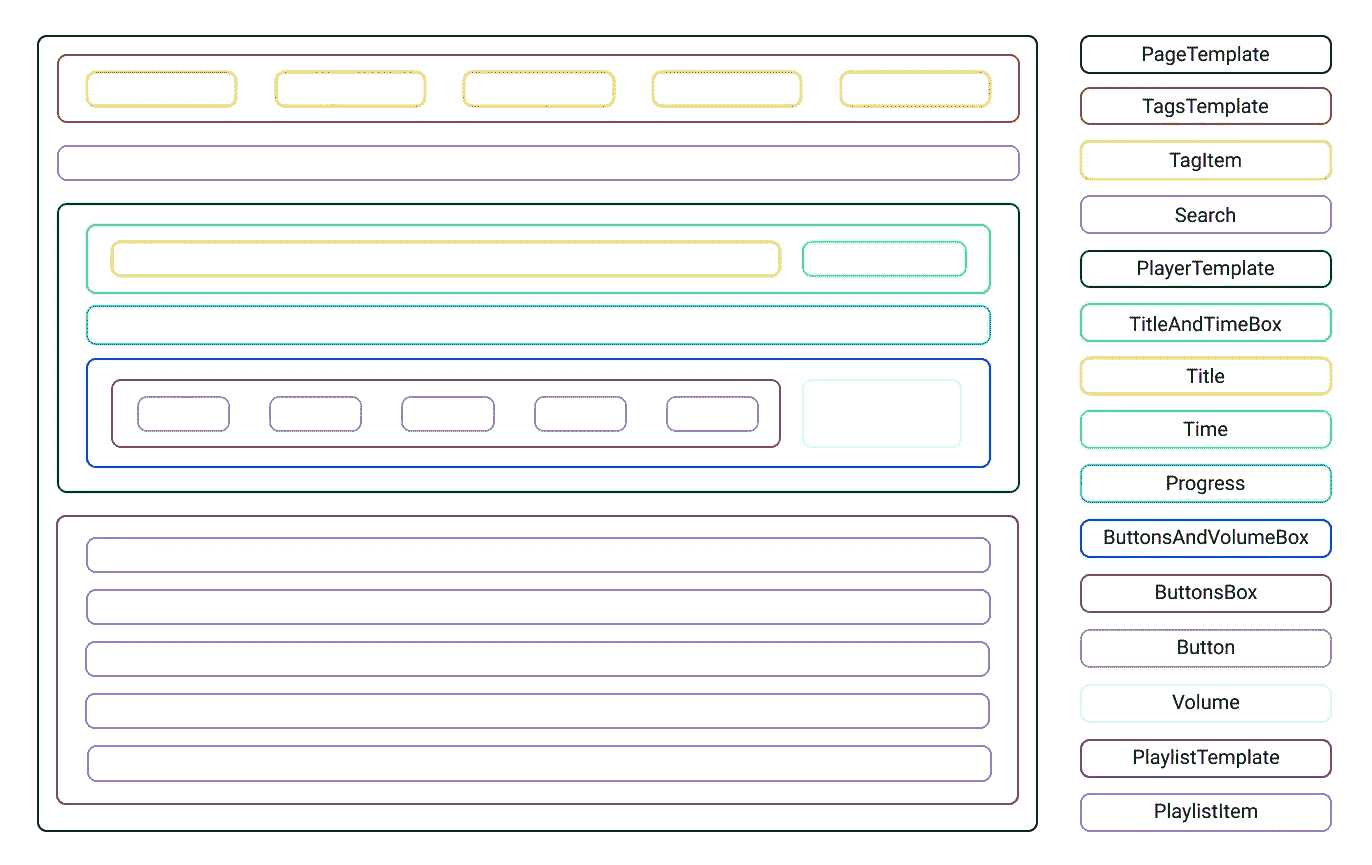 PageTemplate
TagsTemplate
TagItem
Search
PlayerTemplate
TitleAndTimeBox
Title
Time
Progress
ButtonsAndVolumeBox
ButtonsBox
Button
Volume
PlaylistTemplate
PlaylistItem